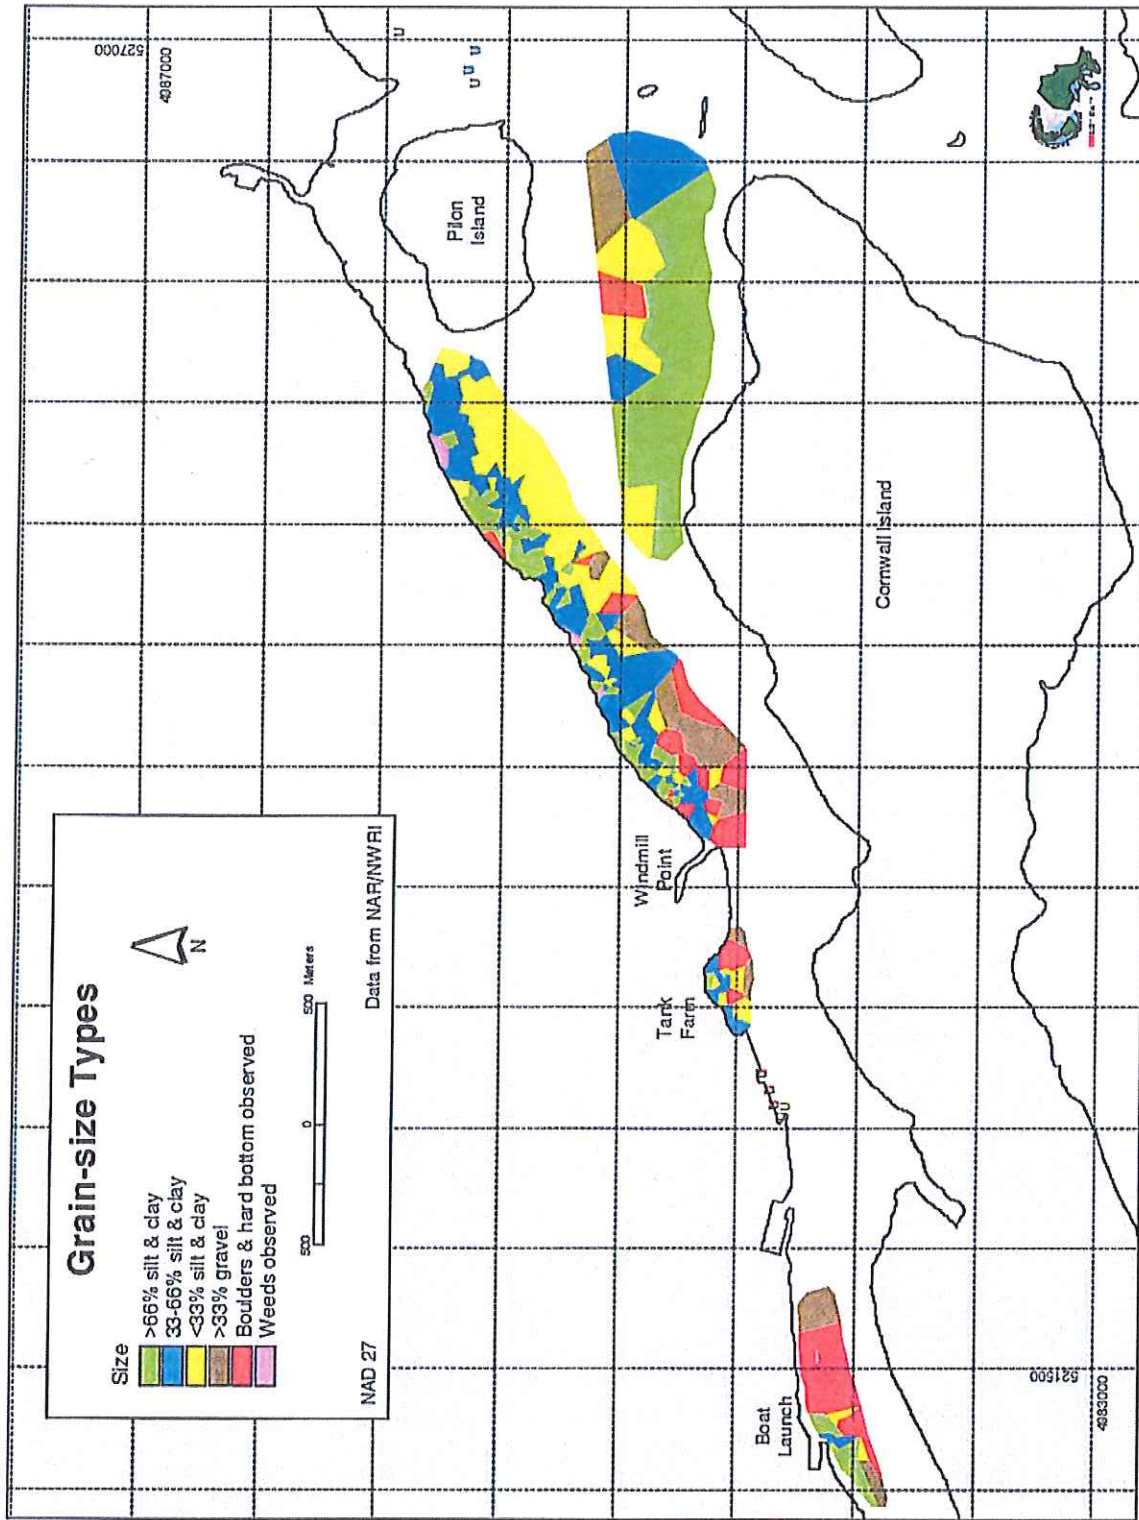 Grain-size Types
Size
>66% silt & clay
33-66% silt & clay
<33% silt & clay
>33% gravel
Boulders & hard bottom observed
Weeds observed
N
500
0
500
Meters
NAD 27
Data from NAR/NWRI
527000
4987000
Pilon
Island
Cornwall Island
Windmill
Point
Tank
Farm
Boat
Launch
521500
4983000